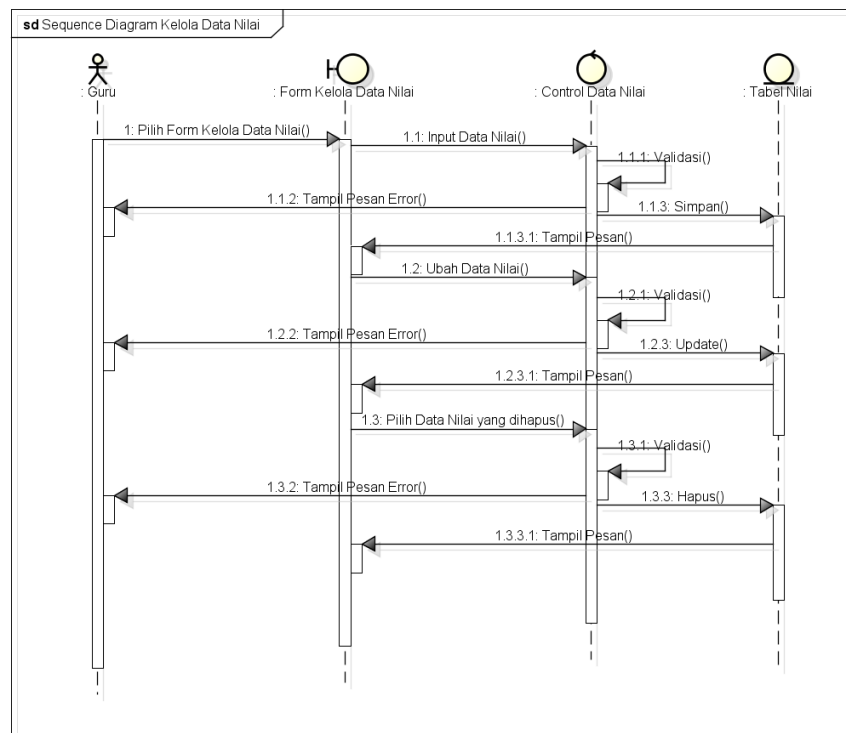 sd Sequence Diagram Kelola Data Nilai
: Guru
: Form Kelola Data Nilai
: Control Data Nilai
: Tabel Nilai
1: Pilih Form Kelola Data Nilai()
1.1: Input Data Nilai()
1.1.1: Validasi()
1.1.2: Tampil Pesan Error()
1.1.3: Simpan()
1.1.3.1: Tampil Pesan()
1.2: Ubah Data Nilai()
1.2.1: Validasi()
1.2.2: Tampil Pesan Error()
1.2.3: Update()
1.2.3.1: Tampil Pesan()
1.3: Pilih Data Nilai yang dihapus()
1.3.1: Validasi()
1.3.2: Tampil Pesan Error()
1.3.3: Hapus()
1.3.3.1: Tampil Pesan()